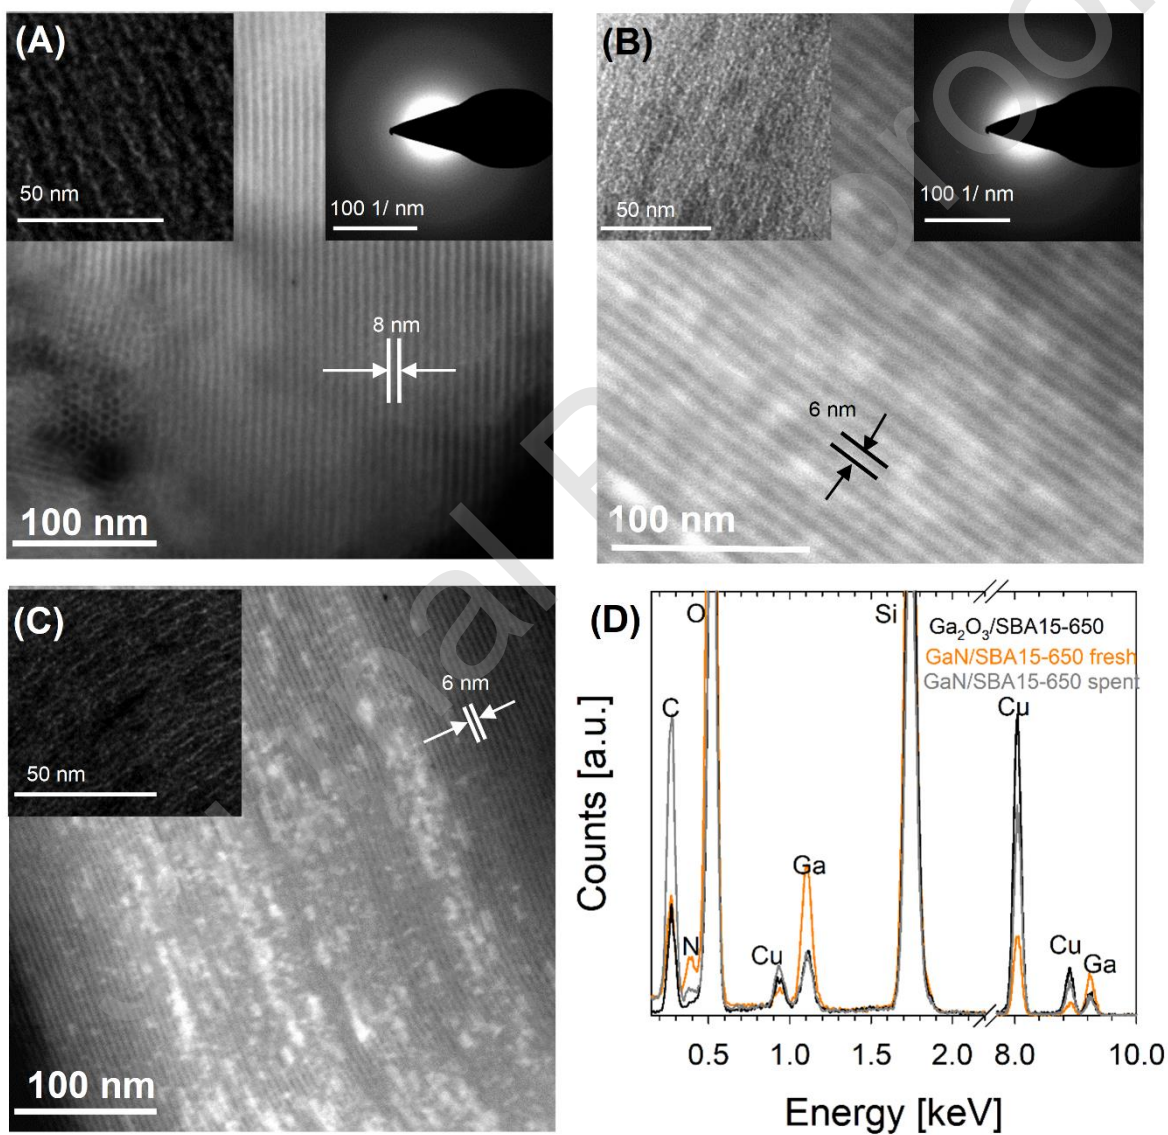 (A)
50 nm
100 1/ nm
8 nm
100 nm
(B)
50 nm
100 1/ nm
6 nm
100 nm
(C)
50 nm
6 nm
100 nm
(D)
O
Si
Ga₂O₃/SBA15-650
GaN/SBA15-650 fresh
GaN/SBA15-650 spent
C
Cu
Ga
N
Cu
Cu
Ga
Counts [a.u.]
0.5 1.0 1.5 2.0 8.0 10.0
Energy [keV]